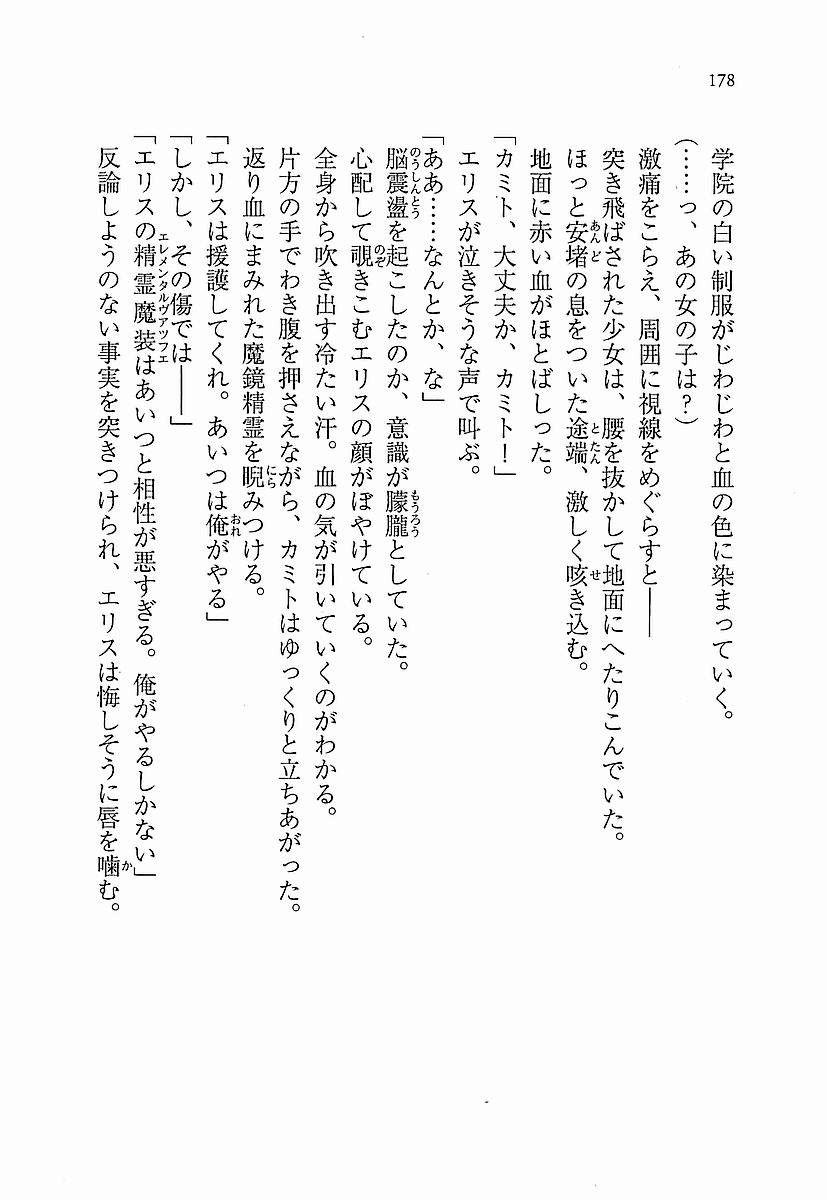 178
学院の白い制服がじわじわと血の色に染まっていく。
（……っ、あの女の子は？）
激痛をこらえ、周囲に視線をめぐらすと――
突き飛ばされた少女は、腰を抜かして地面にへたりこんでいた。
ほっと安堵の息をついた途端、激しく咳き込む。
地面に赤い血がほとばしった。
「カミト、大丈夫か、カミト！」
エリスが泣きそうな声で叫ぶ。
「ああ……なんとか、な」
脳震盪を起こしたのか、意識が朦朧としていた。
心配して覗きこむエリスの顔がぼやけている。
全身から吹き出す冷たい汗。血の気が引いていくのがわかる。
片方の手でわき腹を押さえながら、カミトはゆっくりと立ちあがった。
返り血にまみれた魔鏡精霊を睨みつける。
「エリスは援護してくれ。あいつは俺がやる」
「しかし、その傷では――」
「エリスの精霊魔装はあいつと相性が悪すぎる。俺がやるしかない」
反論しようのない事実を突きつけられ、エリスは悔しそうに唇を噛む。